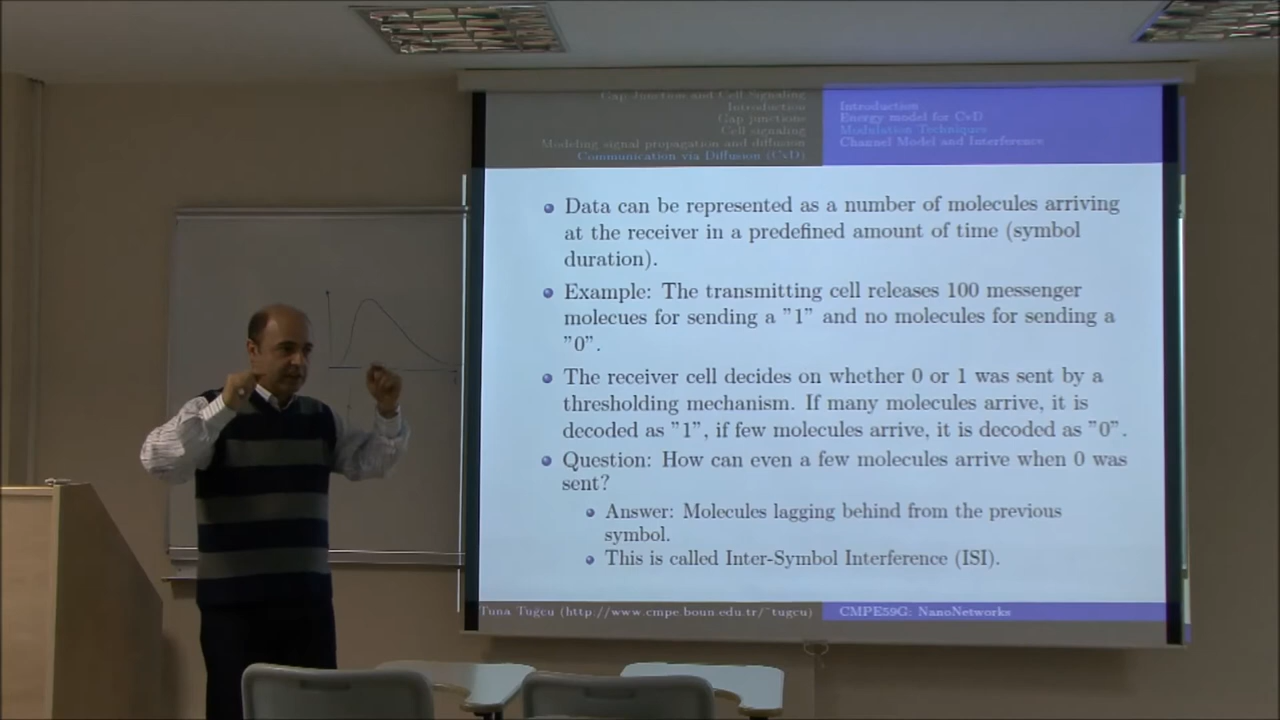 Gap Junction and Cell Signaling
Introduction
Gap junctions
Cell signaling
Modeling signal propagation and diffusion
Communication via Diffusion (CvD)
Introduction
Energy model for CvD
Modulation Techniques
Channel Model and Interference
Data can be represented as a number of molecules arriving
at the receiver in a predefined amount of time (symbol
duration).
Example: The transmitting cell releases 100 messenger
molecues for sending a "1" and no molecules for sending a
"0".
The receiver cell decides on whether 0 or 1 was sent by a
thresholding mechanism. If many molecules arrive, it is
decoded as "1", if few molecules arrive, it is decoded as "0".
Question: How can even a few molecules arrive when 0 was
sent?
Answer: Molecules lagging behind from the previous
symbol.
This is called Inter-Symbol Interference (ISI).
Tuna Tuğcu (http://www.cmpe.boun.edu.tr/~tugcu)
CMPE59G: NanoNetworks